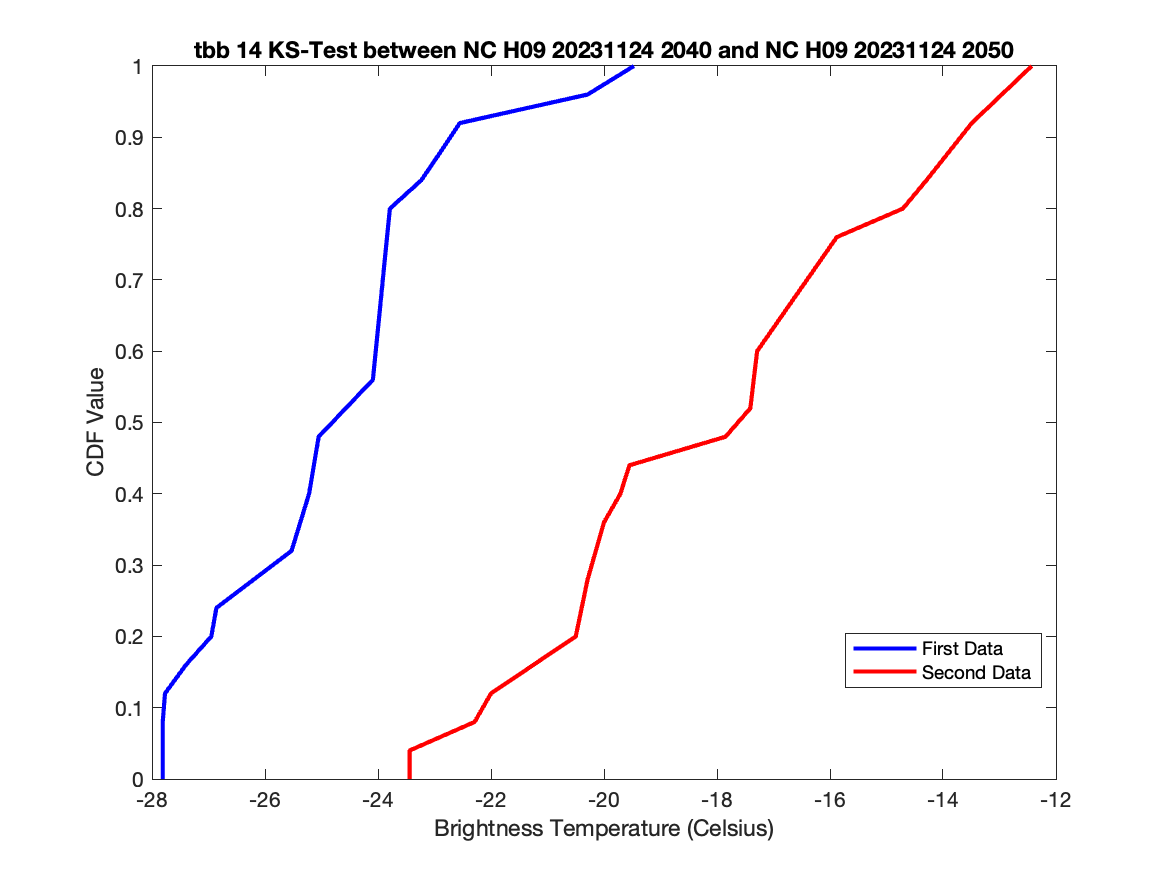 tbb 14 KS-Test between NC H09 20231124 2040 and NC H09 20231124 2050
1
0.9
0.8
0.7
0.6
0.5
0.4
0.3
0.2
0.1
0
CDF Value
First Data
Second Data
-28 -26 -24 -22 -20 -18 -16 -14 -12
Brightness Temperature (Celsius)